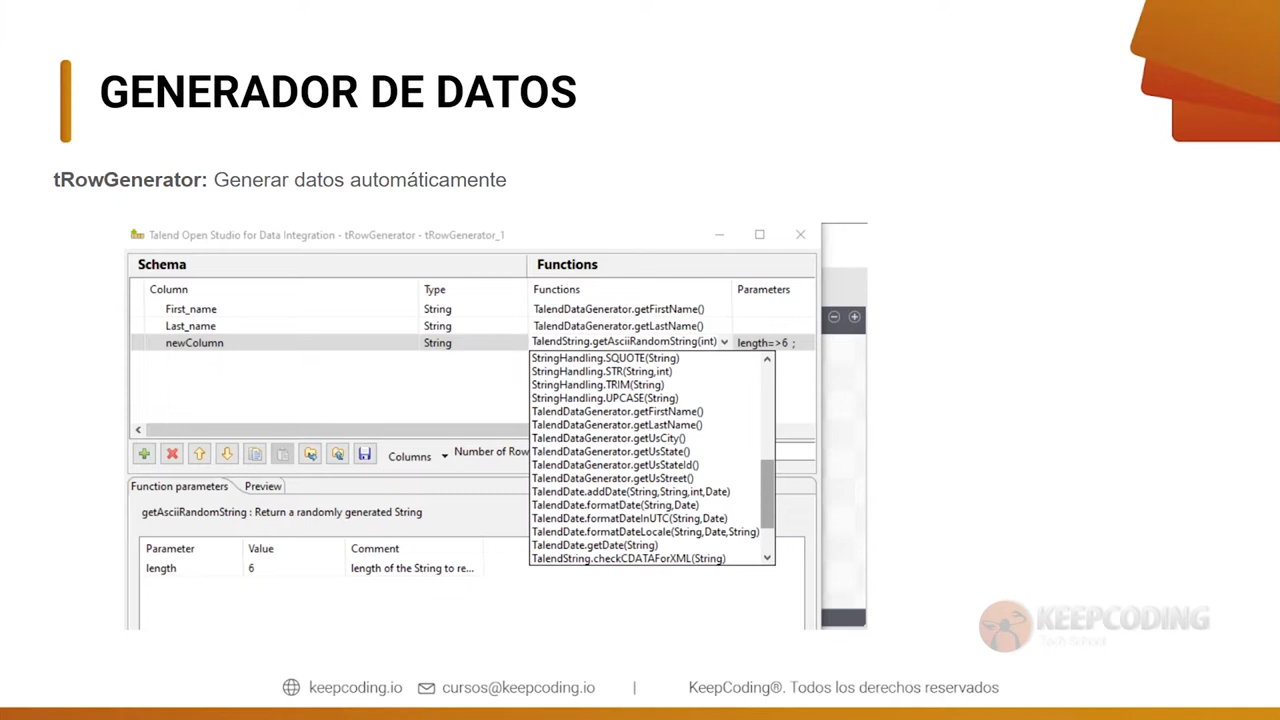 GENERADOR DE DATOS
tRowGenerator: Generar datos automáticamente
Talend Open Studio for Data Integration - tRowGenerator - tRowGenerator_1
Schema Functions
Column Type Functions Parameters
First_name String TalendDataGenerator.getFirstName()
Last_name String TalendDataGenerator.getLastName()
newColumn String TalendString.getAsciiRandomString(int) length=>6 ;
StringHandling.SQUOTE(String)
StringHandling.STR(String,int)
StringHandling.TRIM(String)
StringHandling.UPCASE(String)
TalendDataGenerator.getFirstName()
TalendDataGenerator.getLastName()
TalendDataGenerator.getUsCity()
TalendDataGenerator.getUsState()
TalendDataGenerator.getUsStateId()
TalendDataGenerator.getUsStreet()
TalendDate.addDate(String,String,int,Date)
TalendDate.formatDate(String,Date)
TalendDate.formatDateInUTC(String,Date)
TalendDate.formatDateLocale(String,Date,String)
TalendDate.getDate(String)
TalendString.checkCDATAForXML(String)
Columns Number of Row
Function parameters Preview
getAsciiRandomString : Return a randomly generated String
Parameter Value Comment
length 6 length of the String to re...
KEEPCODING
Tech School
keepcoding.io cursos@keepcoding.io | KeepCoding®. Todos los derechos reservados